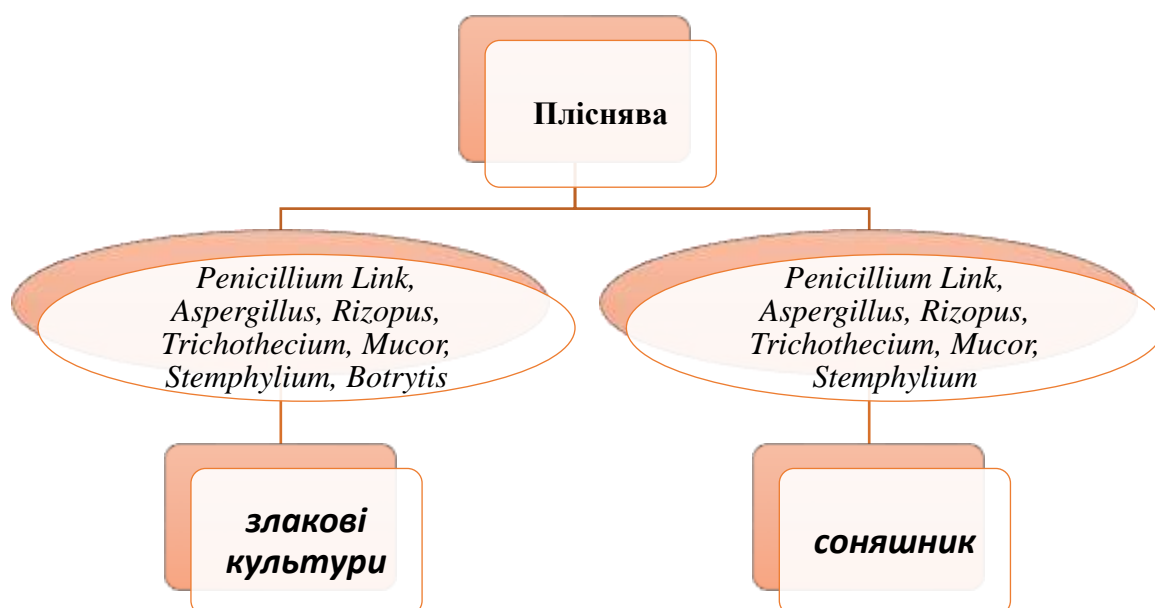 Пліснява
Penicillium Link,
Aspergillus, Rizopus,
Trichothecium, Mucor,
Stemphylium, Botrytis
Penicillium Link,
Aspergillus, Rizopus,
Trichothecium, Mucor,
Stemphylium
злакові
культури
соняшник